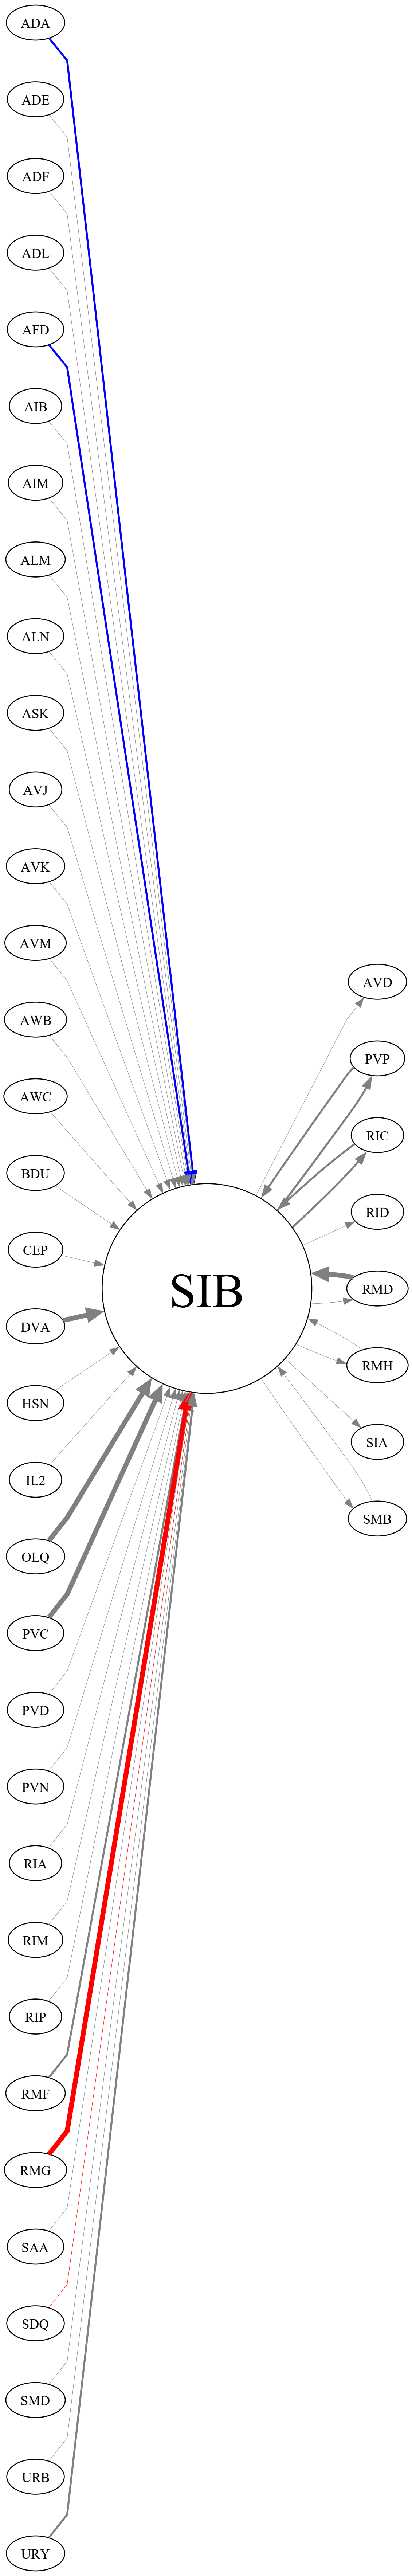 ADA
ADE
ADF
ADL
AFD
AIB
AIM
ALM
ALN
ASK
AVJ
AVK
AVM
AWB
AWC
BDU
CEP
DVA
HSN
IL2
OLQ
PVC
PVD
PVN
RIA
RIM
RIP
RMF
RMG
SAA
SDQ
SMD
URB
URY
SIB
AVD
PVP
RIC
RID
RMD
RMH
SIA
SMB